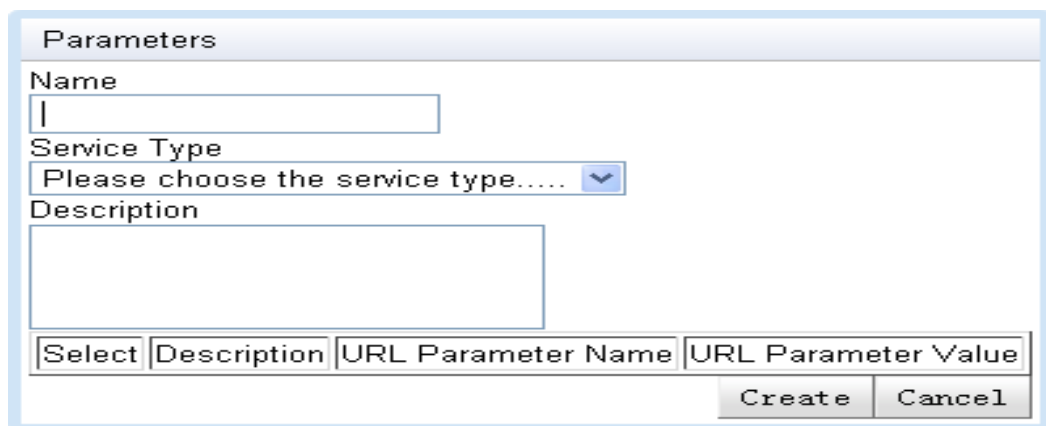 Parameters
Name
Service Type
Please choose the service type.....
Description
Select Description URL Parameter Name URL Parameter Value
Create Cancel